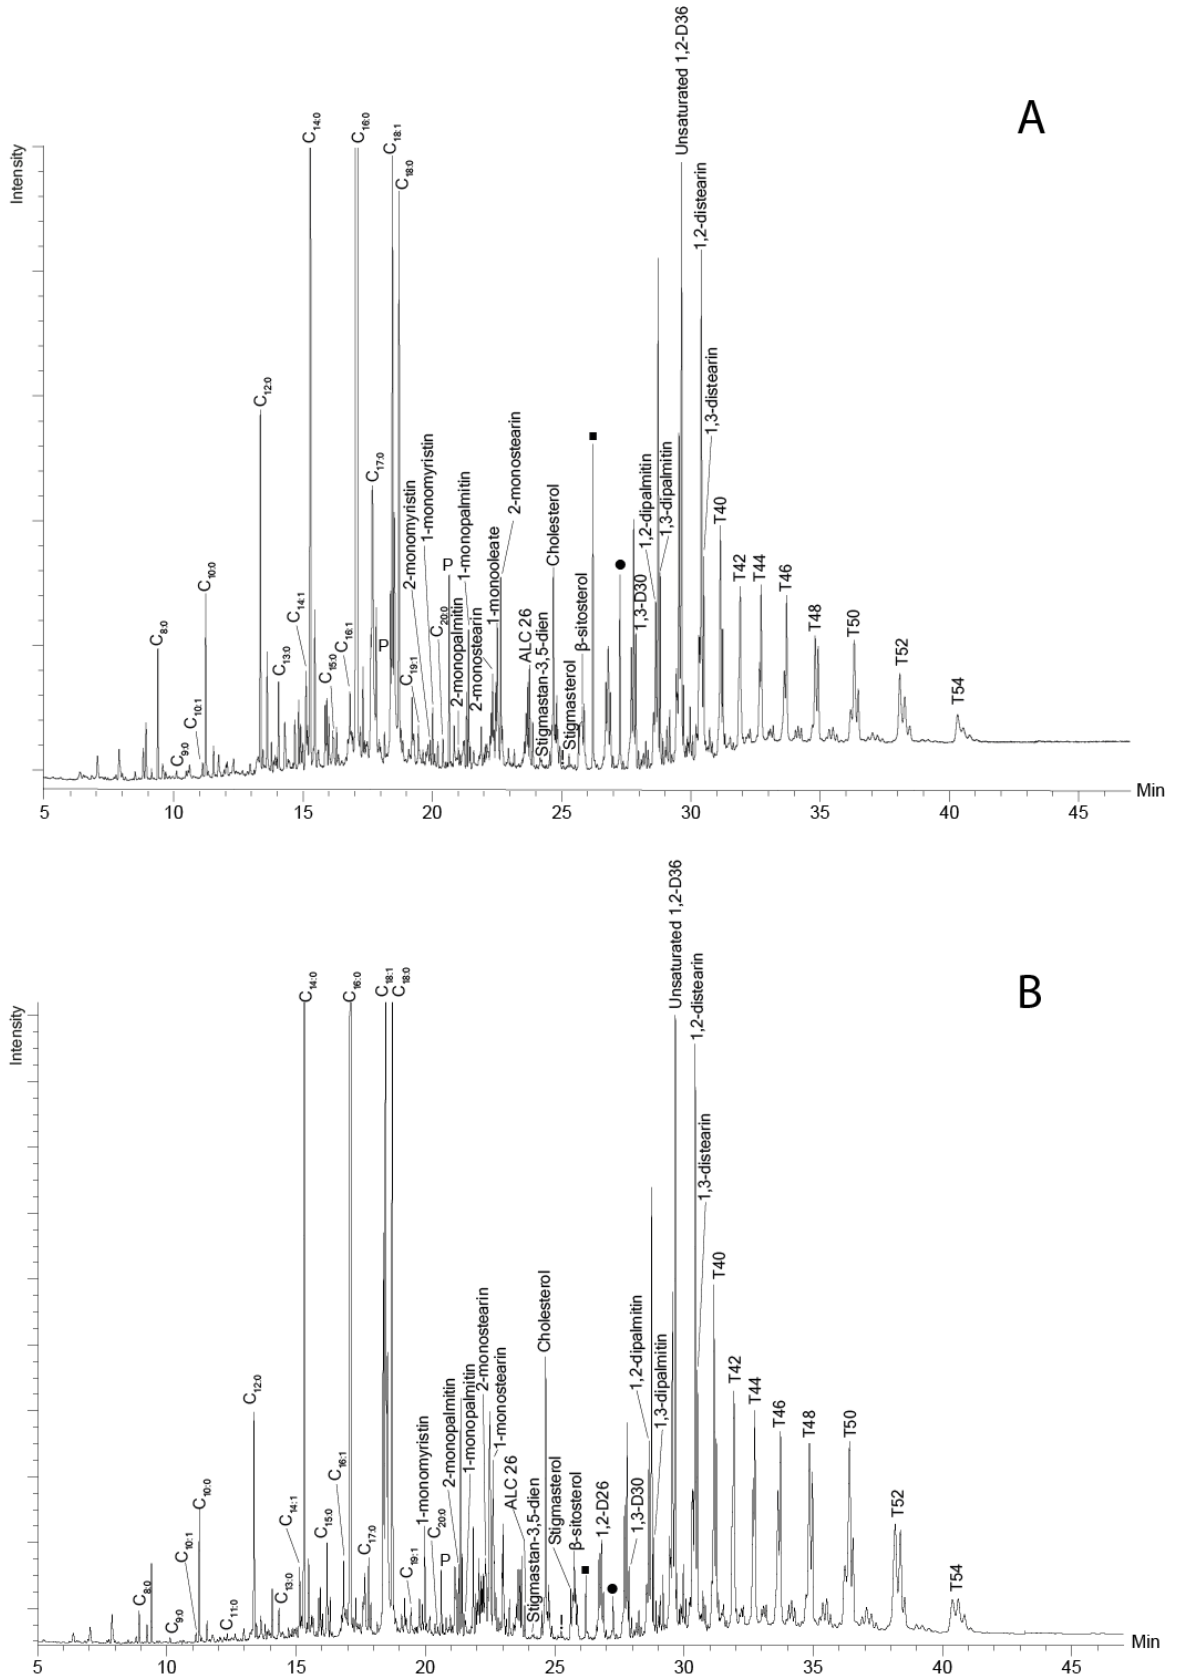 A
Intensity
C8:0
C9:0
C10:1
C10:0
C12:0
C13:0
C14:1
C14:0
C15:0
C16:1
C16:0
C17:0
P
C18:1
C18:0
C19:1
2-monomyristin
1-monomyristin
C20:0
P
2-monopalmitin
1-monopalmitin
2-monostearin
1-monooleate
2-monostearin
ALC 26
Stigmastan-3,5-dien
Cholesterol
Stigmasterol
β-sitosterol
1,3-D30
1,2-dipalmitin
1,3-dipalmitin
Unsaturated 1,2-D36
1,2-distearin
1,3-distearin
T40
T42
T44
T46
T48
T50
T52
T54
5 10 15 20 25 30 35 40 45 Min
B
Intensity
C8:0
C9:0
C10:1
C10:0
C11:0
C12:0
C13:0
C14:1
C14:0
C15:0
C16:1
C16:0
C17:0
C18:1
C18:0
C19:1
1-monomyristin
C20:0
P
2-monopalmitin
1-monopalmitin
2-monostearin
1-monostearin
ALC 26
Stigmastan-3,5-dien
Cholesterol
Stigmasterol
β-sitosterol
1,2-D26
1,3-D30
1,2-dipalmitin
1,3-dipalmitin
Unsaturated 1,2-D36
1,2-distearin
1,3-distearin
T40
T42
T44
T46
T48
T50
T52
T54
5 10 15 20 25 30 35 40 45 Min